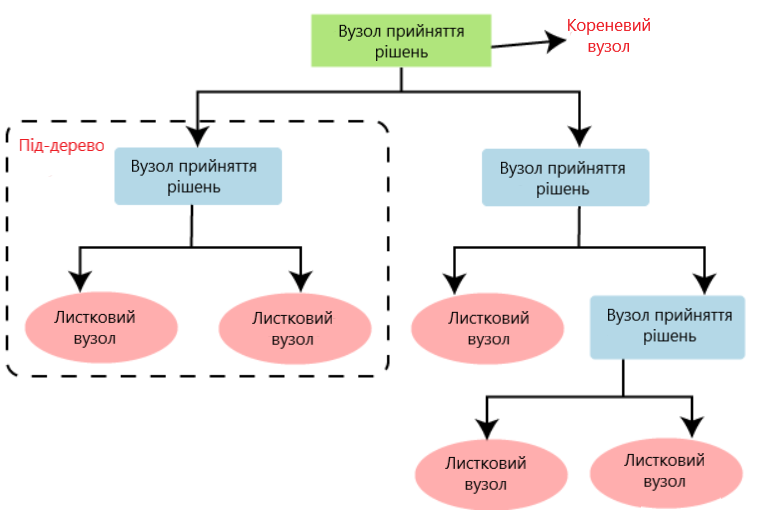 Вузол прийняття
рішень
Кореневий
вузол
Під-дерево
Вузол прийняття
рішень
Вузол прийняття
рішень
Листковий
вузол
Листковий
вузол
Листковий
вузол
Вузол прийняття
рішень
Листковий
вузол
Листковий
вузол